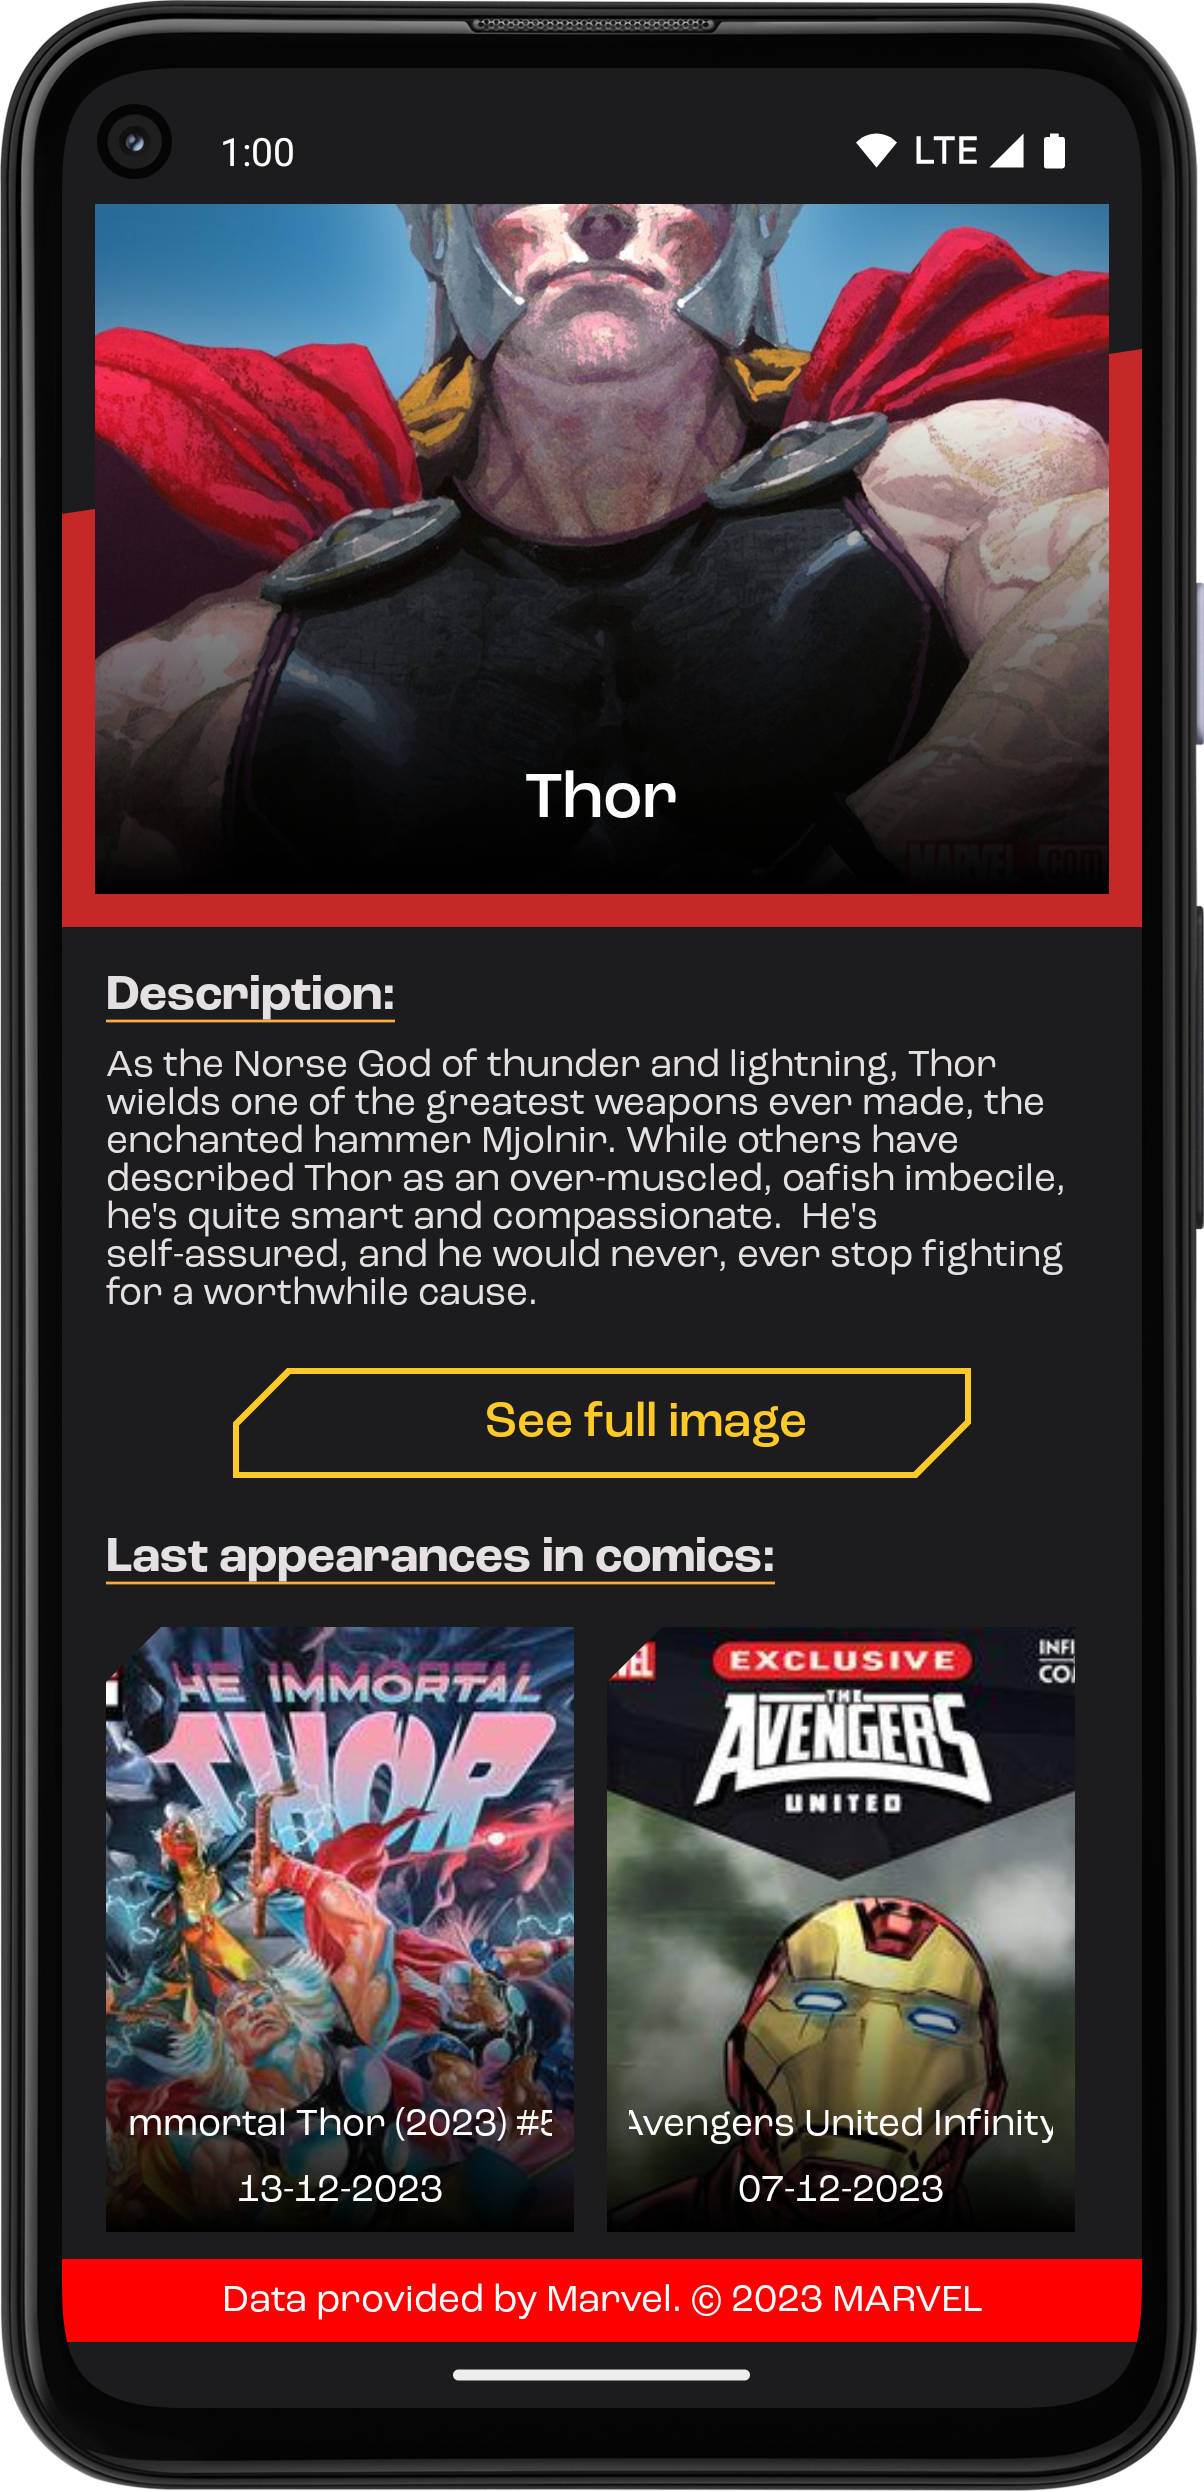 1:00 LTE
Thor
MARVEL.COM
Description:
As the Norse God of thunder and lightning, Thor
wields one of the greatest weapons ever made, the
enchanted hammer Mjolnir. While others have
described Thor as an over-muscled, oafish imbecile,
he's quite smart and compassionate.  He's
self-assured, and he would never, ever stop fighting
for a worthwhile cause.
See full image
Last appearances in comics:
HE IMMORTAL
THOR
mmortal Thor (2023) #5
13-12-2023
VEL
EXCLUSIVE
INFI
CO
THE
AVENGERS
UNITED
Avengers United Infinity
07-12-2023
Data provided by Marvel. © 2023 MARVEL